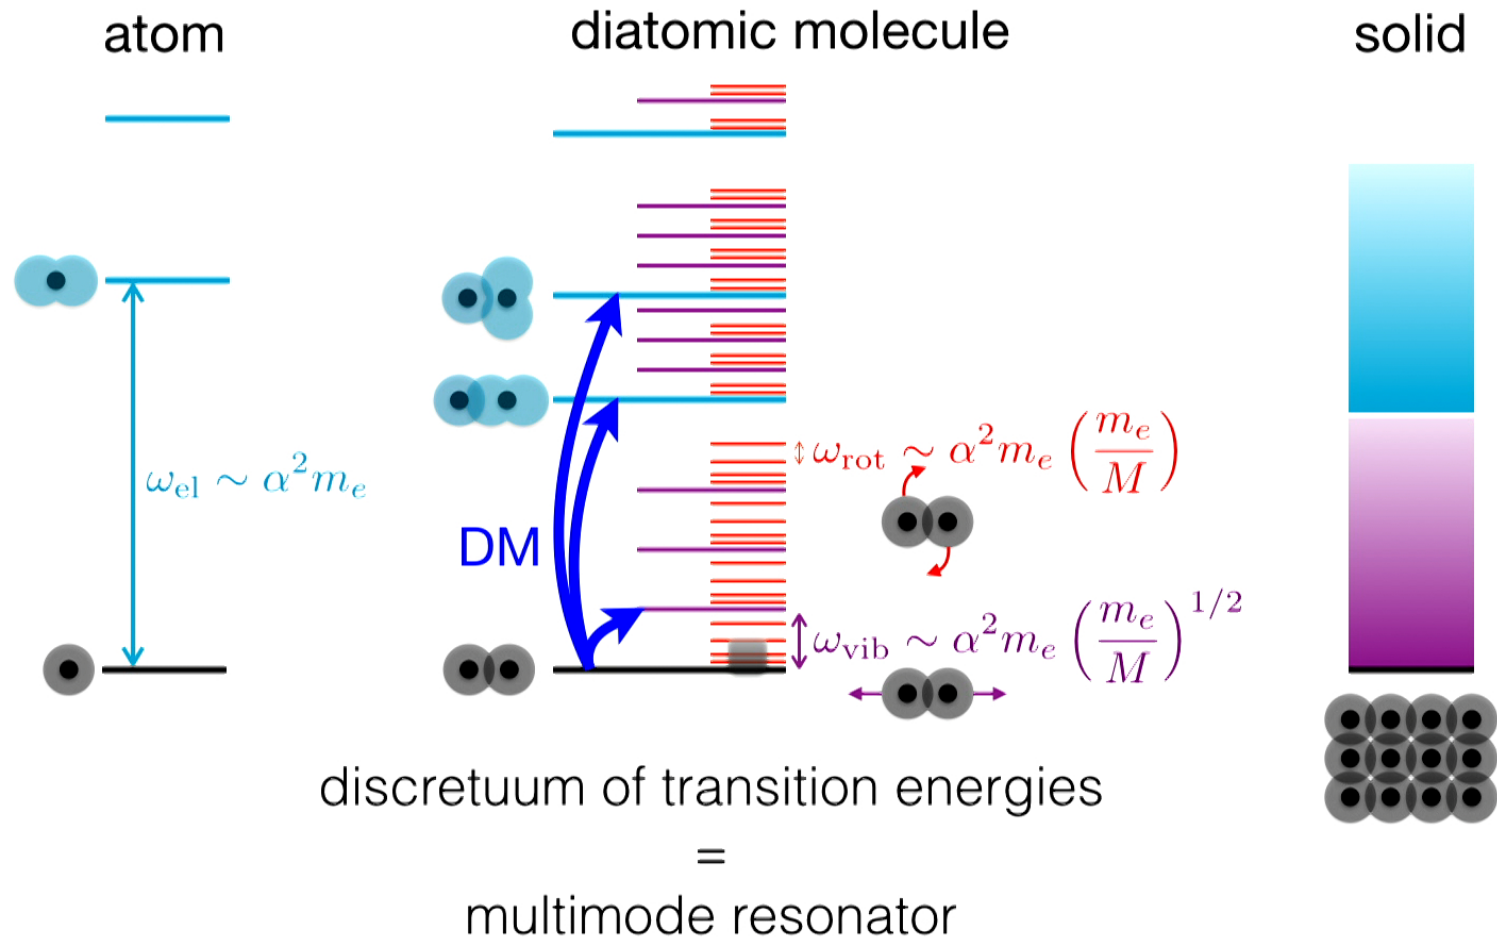 atom
diatomic molecule
solid
ω_rot ∼ α²m_e (m_e/M)
ω_el ∼ α²m_e
DM
ω_vib ∼ α²m_e (m_e/M)^{1/2}
discretuum of transition energies
=
multimode resonator